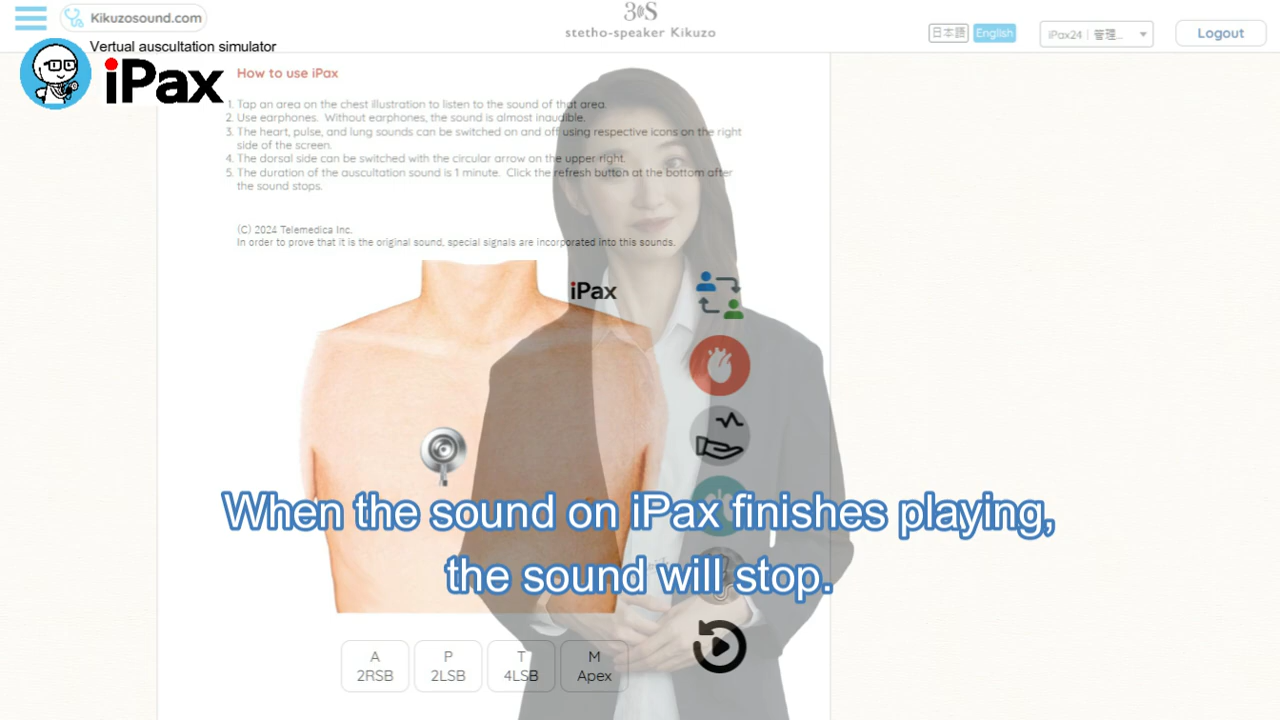 Kikuzosound.com
3S
stetho-speaker Kikuzo
日本語
English
iPax24｜管理...
Logout
Vertual auscultation simulator
iPax
How to use iPax
1. Tap an area on the chest illustration to listen to the sound of that area.
2. Use earphones. Without earphones, the sound is almost inaudible.
3. The heart, pulse, and lung sounds can be switched on and off using respective icons on the right
side of the screen.
4. The dorsal side can be switched with the circular arrow on the upper right.
5. The duration of the auscultation sound is 1 minute. Click the refresh button at the bottom after
the sound stops.
(C) 2024 Telemedica Inc.
In order to prove that it is the original sound, special signals are incorporated into this sounds.
iPax
When the sound on iPax finishes playing,
the sound will stop.
A
2RSB
P
2LSB
T
4LSB
M
Apex